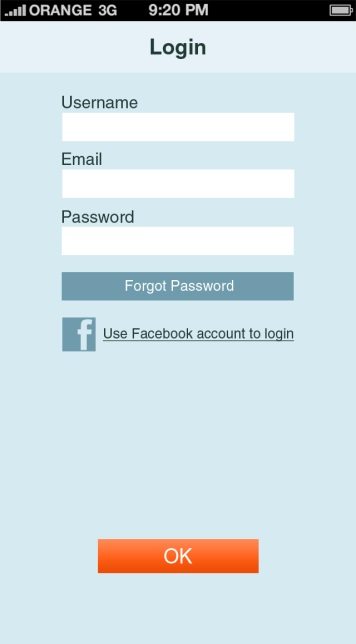 ORANGE 3G 9:20 PM
Login
Username
Email
Password
Forgot Password
f Use Facebook account to login
OK